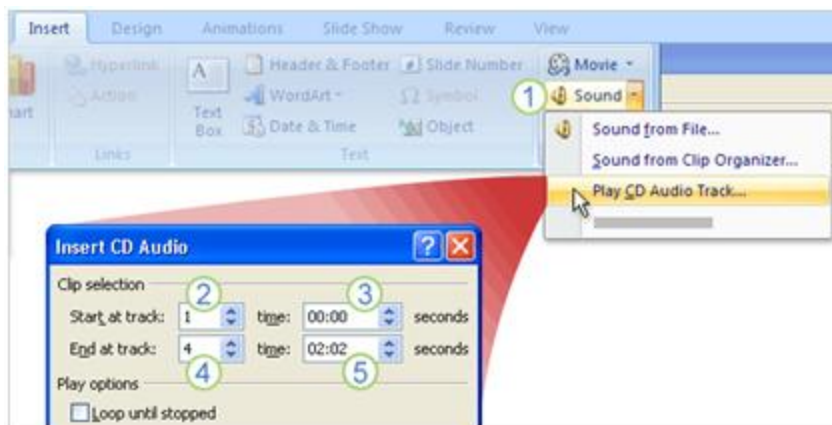 Insert Design Animations Slide Show Review View
Hyperlink Header & Footer # Slide Number Movie
Action A WordArt Ω Symbol 1 Sound
Text Box Date & Time Object
Links Text
Sound from File...
Sound from Clip Organizer...
Play CD Audio Track...
Insert CD Audio ?
Clip selection
2 3
Start at track: 1 time: 00:00 seconds
End at track: 4 time: 02:02 seconds
4 5
Play options
Loop until stopped